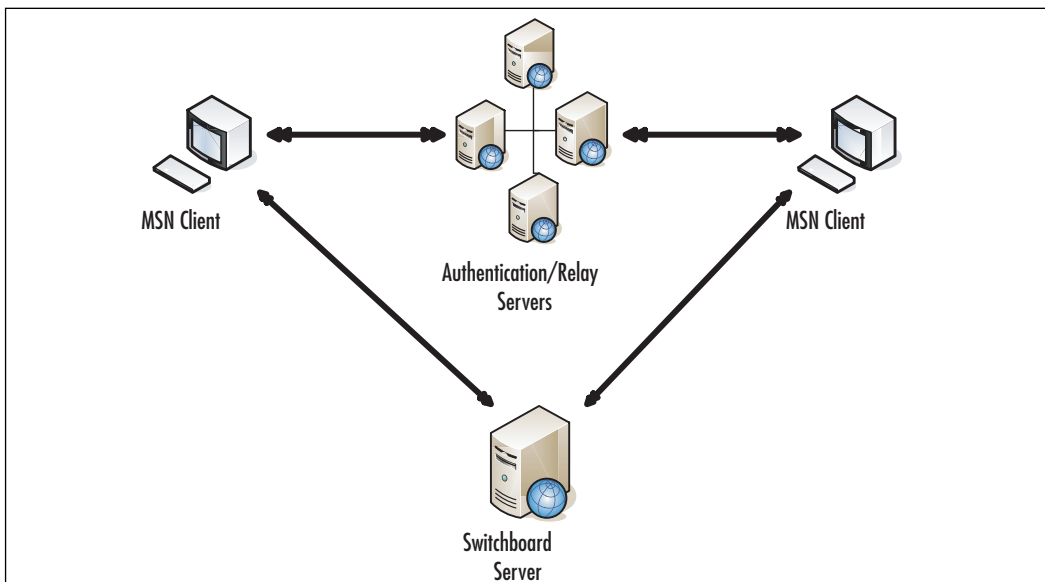 MSN Client
MSN Client
Authentication/Relay
Servers
Switchboard
Server